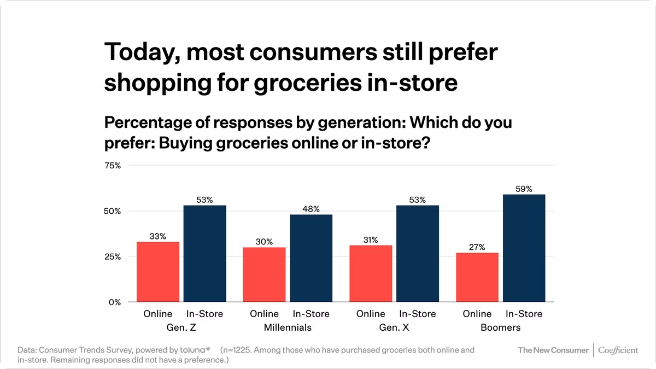 Today, most consumers still prefer
shopping for groceries in-store
Percentage of responses by generation: Which do you
prefer: Buying groceries online or in-store?
75%
50%
25%
0%
33%
53%
30%
48%
31%
53%
27%
59%
Online In-Store Online In-Store Online In-Store Online In-Store
Gen. Z Millennials Gen. X Boomers
Data: Consumer Trends Survey, powered by toluna* (n=1225. Among those who have purchased groceries both online and
in-store. Remaining responses did not have a preference.)
The New Consumer | Coefficient